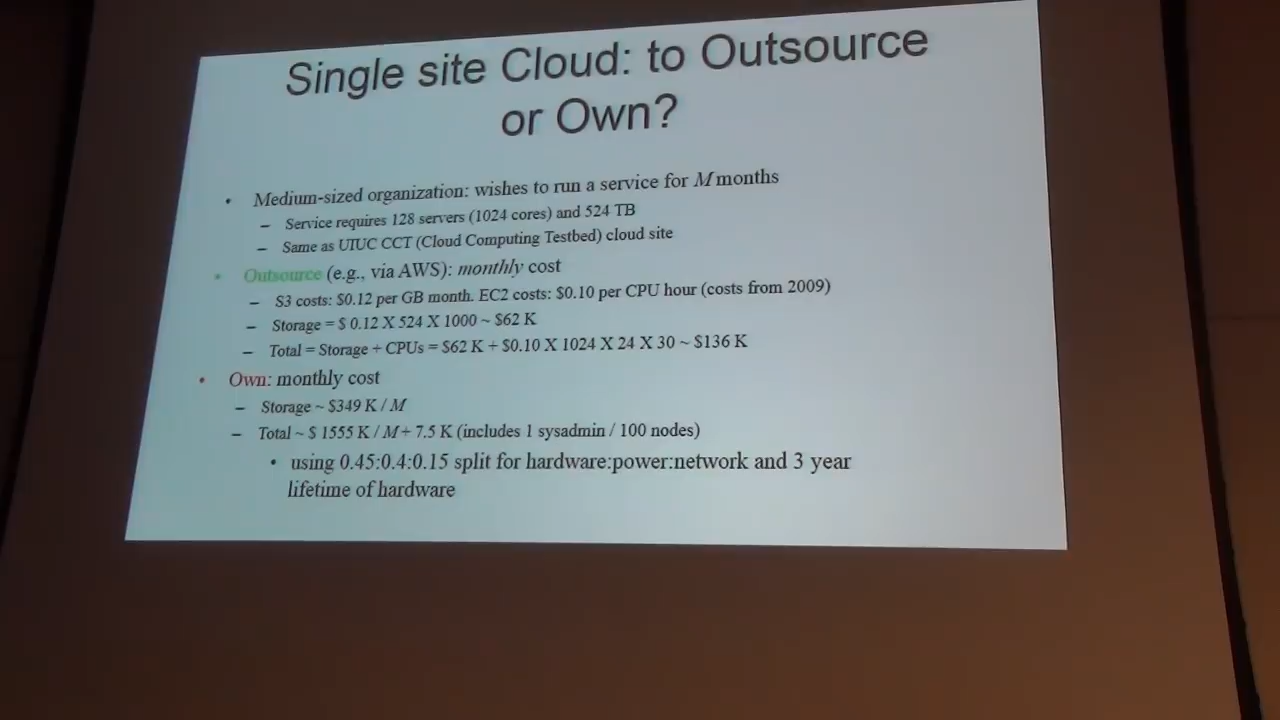 Single site Cloud: to Outsource
or Own?
• Medium-sized organization: wishes to run a service for M months
– Service requires 128 servers (1024 cores) and 524 TB
– Same as UIUC CCT (Cloud Computing Testbed) cloud site
• Outsource (e.g., via AWS): monthly cost
– S3 costs: $0.12 per GB month. EC2 costs: $0.10 per CPU hour (costs from 2009)
– Storage = $ 0.12 X 524 X 1000 ~ $62 K
– Total = Storage + CPUs = $62 K + $0.10 X 1024 X 24 X 30 ~ $136 K
• Own: monthly cost
– Storage ~ $349 K / M
– Total ~ $ 1555 K / M + 7.5 K (includes 1 sysadmin / 100 nodes)
• using 0.45:0.4:0.15 split for hardware:power:network and 3 year
lifetime of hardware